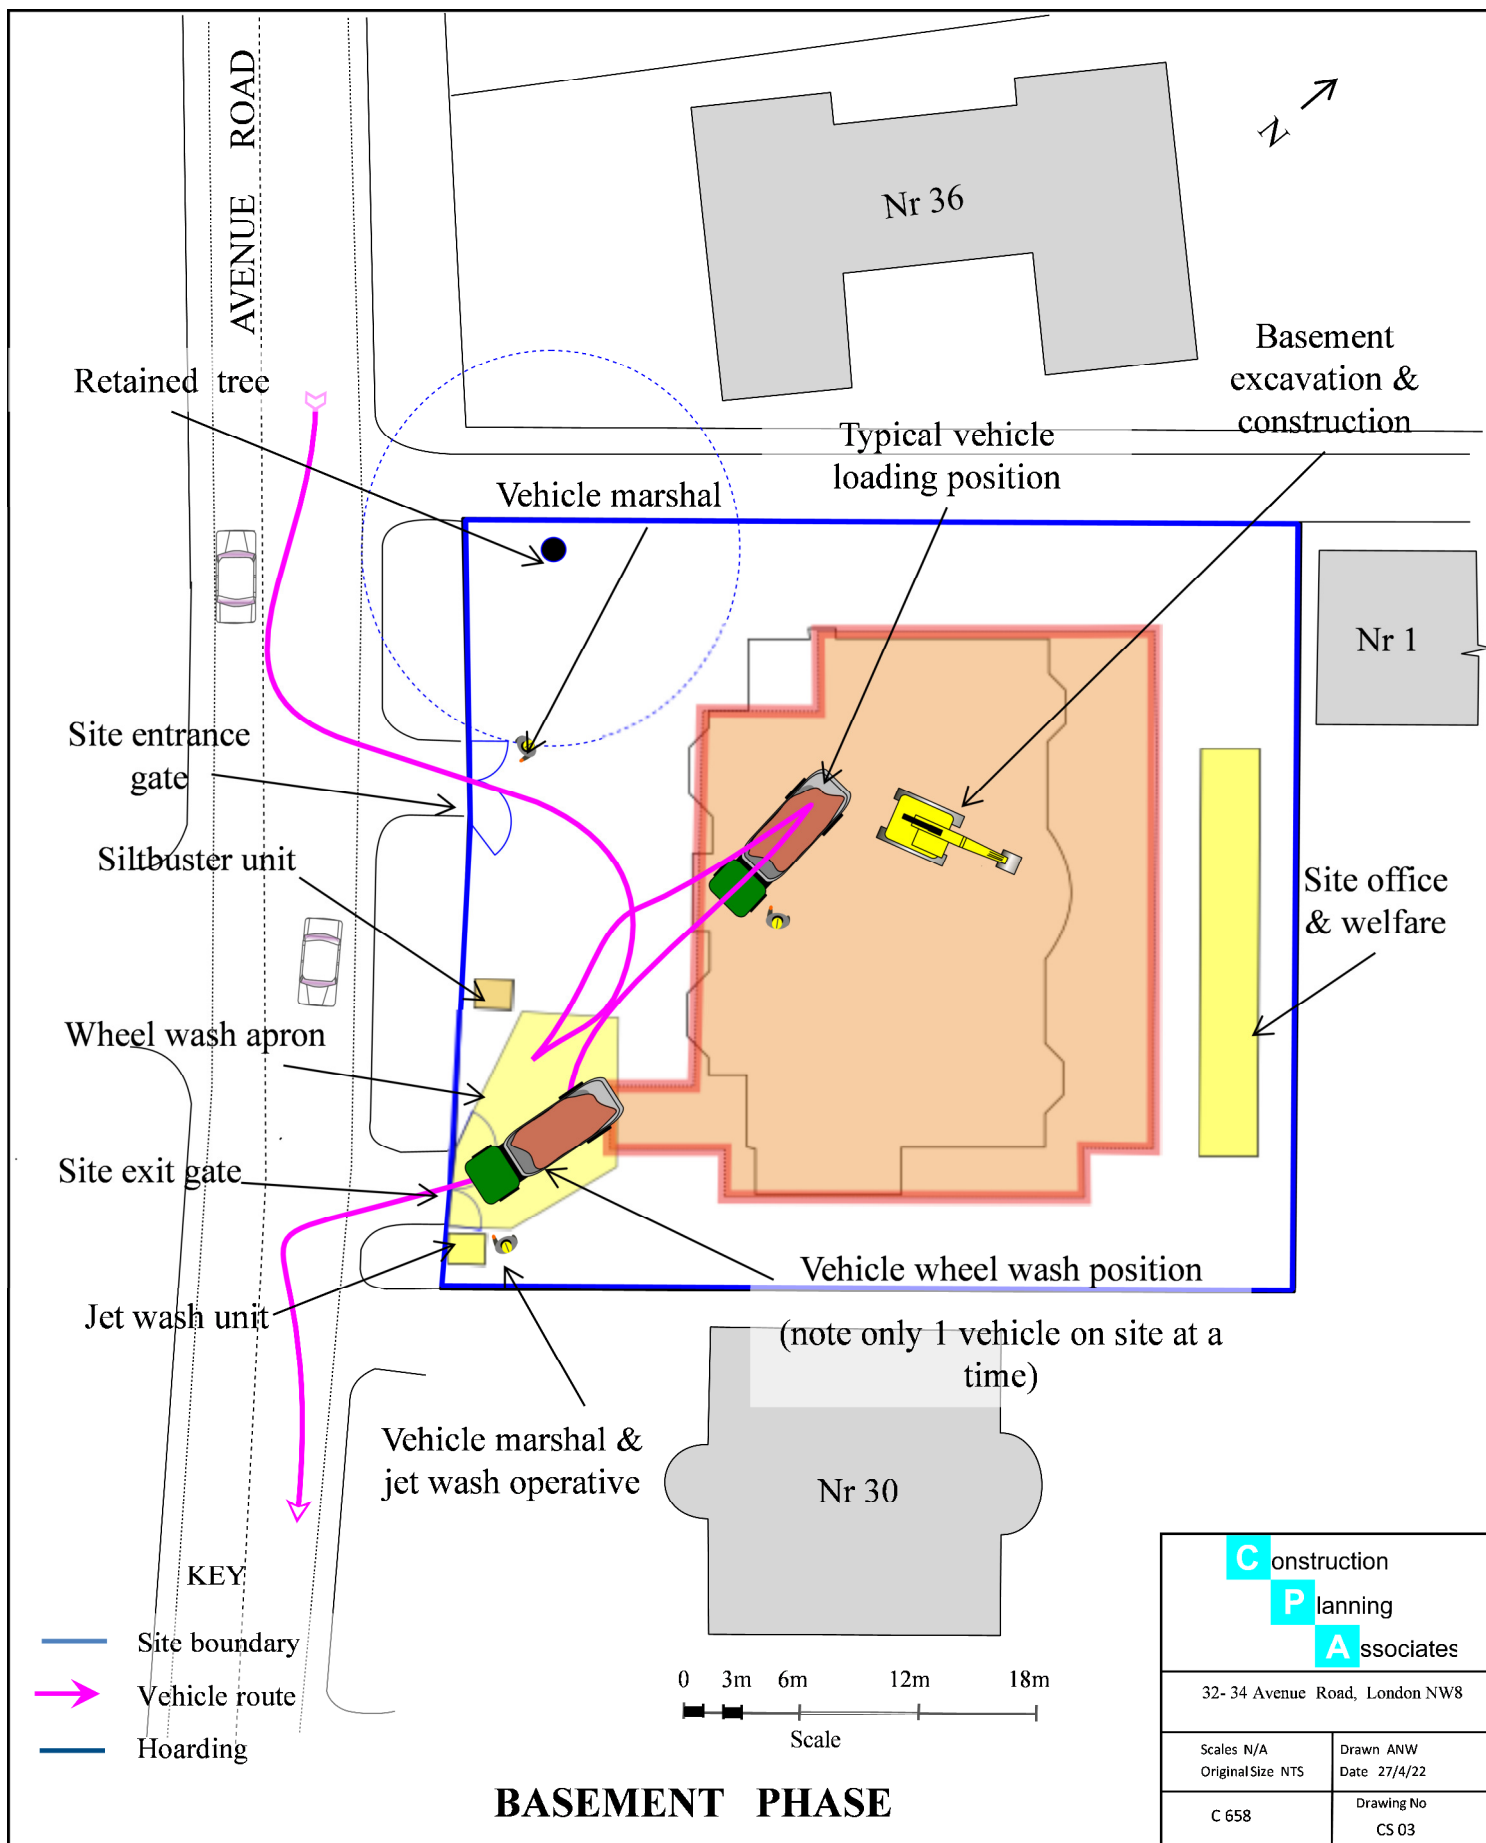 AVENUE ROAD
N
Nr 36
Basement
excavation &
construction
Retained tree
Typical vehicle
loading position
Vehicle marshal
Nr 1
Site entrance
gate
Siltbuster unit
Site office
& welfare
Wheel wash apron
Site exit gate
Vehicle wheel wash position
Jet wash unit
(note only 1 vehicle on site at a
time)
Vehicle marshal &
jet wash operative
Nr 30
KEY
Site boundary
Vehicle route
Hoarding
0 3m 6m 12m 18m
Scale
BASEMENT PHASE
Construction
Planning
Associates
32- 34 Avenue Road, London NW8
Scales N/A
Original Size NTS
Drawn ANW
Date 27/4/22
C 658
Drawing No
CS 03